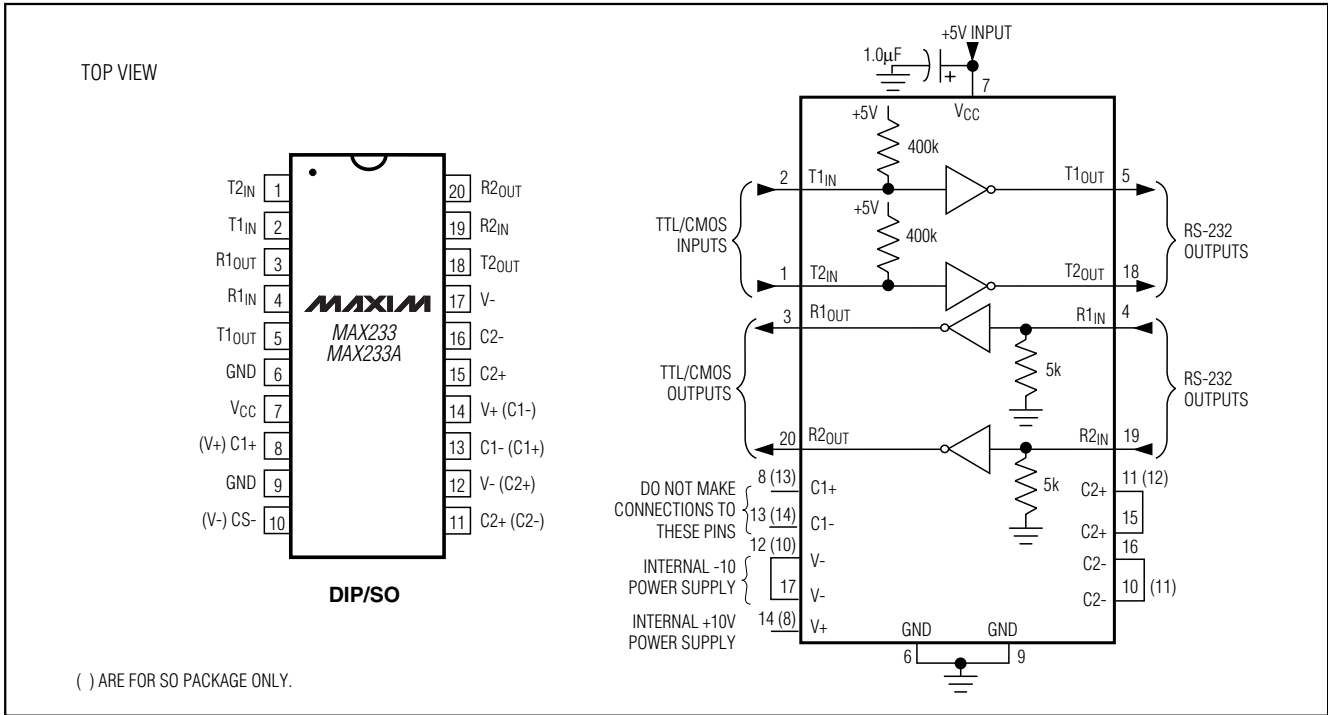 TOP VIEW
T2IN 1
T1IN 2
R1OUT 3
R1IN 4
T1OUT 5
GND 6
VCC 7
(V+) C1+ 8
GND 9
(V-) CS- 10
20 R2OUT
19 R2IN
18 T2OUT
17 V-
16 C2-
15 C2+
14 V+ (C1-)
13 C1- (C1+)
12 V- (C2+)
11 C2+ (C2-)
MAXIM
MAX233
MAX233A
DIP/SO
( ) ARE FOR SO PACKAGE ONLY.
+5V INPUT
1.0µF
+
7
VCC
+5V
400k
2 T1IN
T1OUT 5
+5V
400k
TTL/CMOS
INPUTS
RS-232
OUTPUTS
1 T2IN
T2OUT 18
3 R1OUT
R1IN 4
5k
TTL/CMOS
OUTPUTS
RS-232
OUTPUTS
20 R2OUT
R2IN 19
5k
DO NOT MAKE
CONNECTIONS TO
THESE PINS
8 (13) C1+
13 (14) C1-
INTERNAL -10
POWER SUPPLY
12 (10) V-
17 V-
INTERNAL +10V
POWER SUPPLY
14 (8) V+
C2+ 11 (12)
C2+ 15
C2- 16
C2- 10 (11)
GND GND
6 9